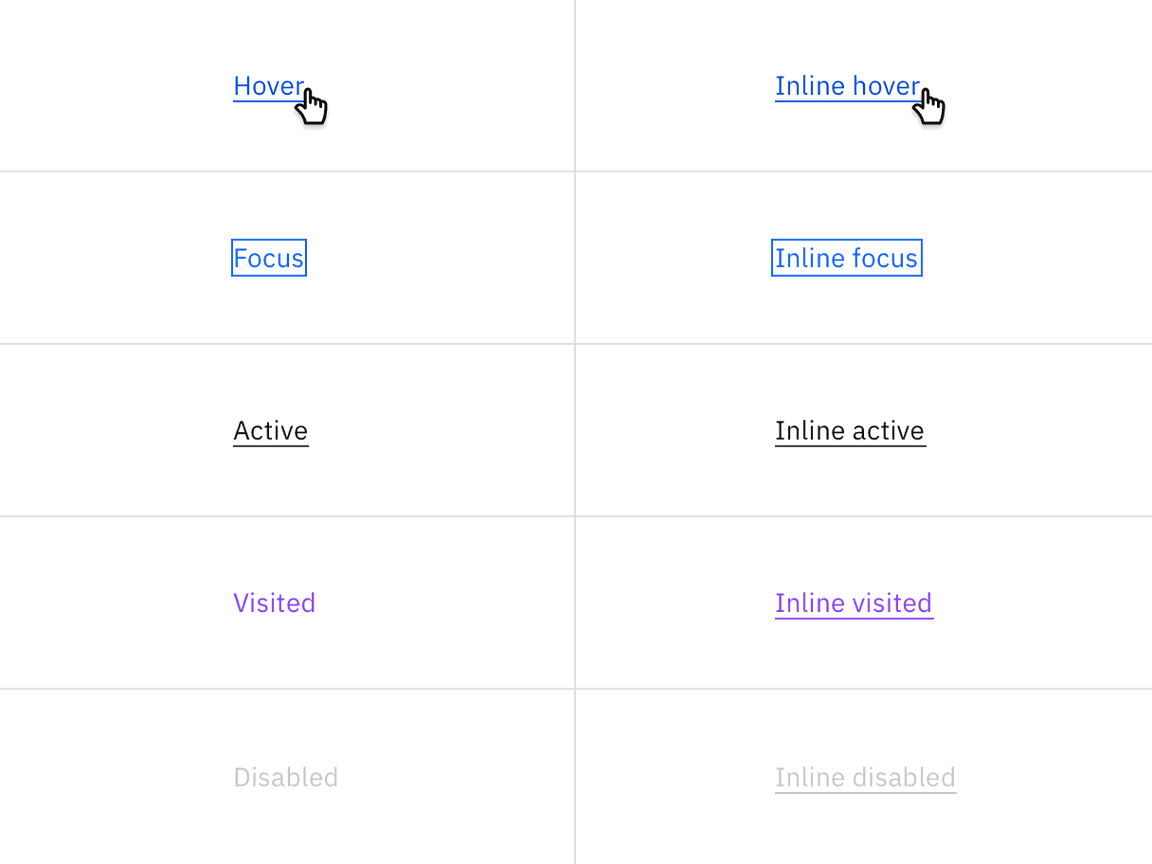 Hover
Inline hover
Focus
Inline focus
Active
Inline active
Visited
Inline visited
Disabled
Inline disabled